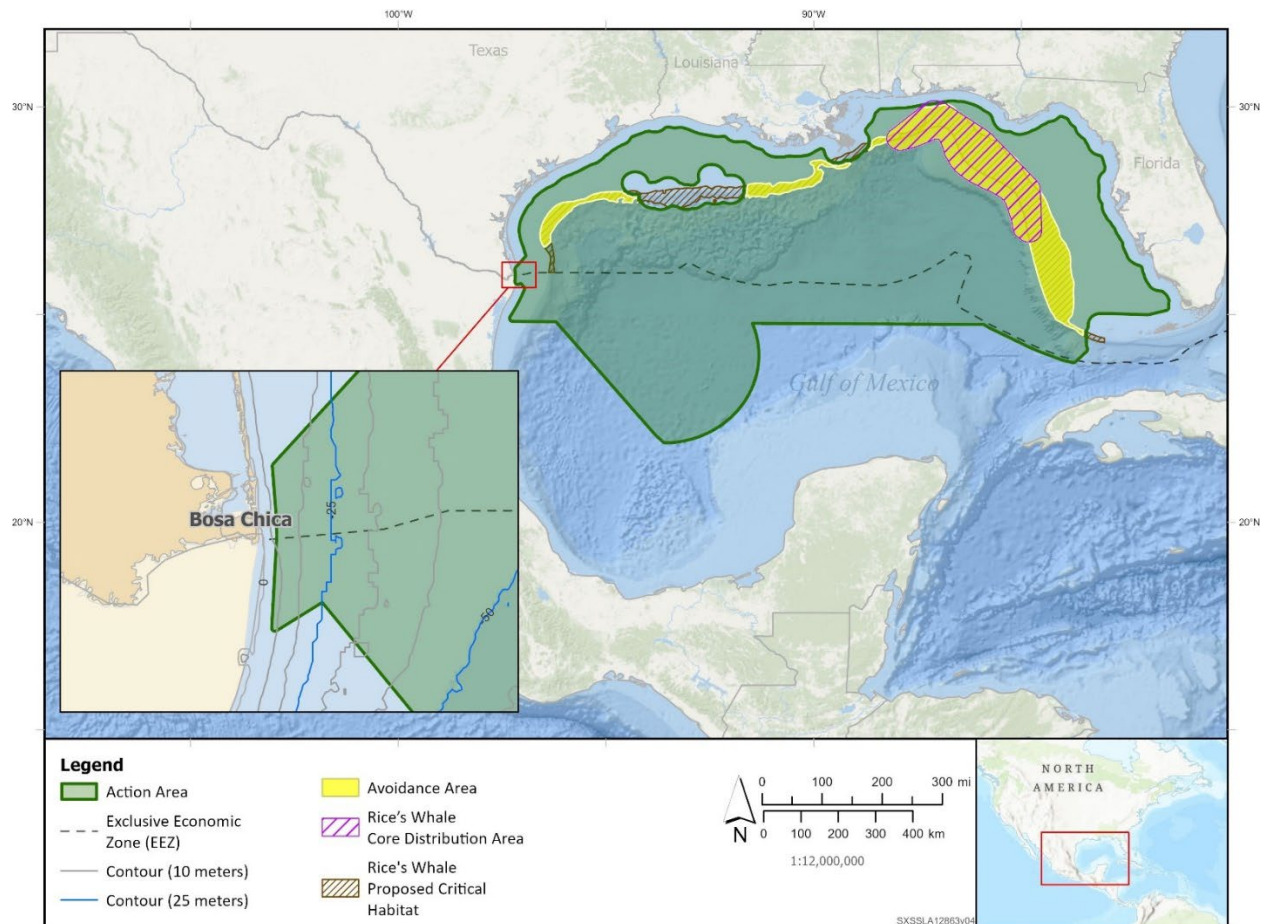 100°W
90°W
Texas
Louisiana
30°N
30°N
Florida
Gulf of Mexico
20°N
20°N
Bosa Chica
0
-25
-50
Legend
Action Area
Exclusive Economic
Zone (EEZ)
Contour (10 meters)
Contour (25 meters)
Avoidance Area
Rice's Whale
Core Distribution Area
Rice's Whale
Proposed Critical
Habitat
N
0 100 200 300 mi
0 100 200 300 400 km
1:12,000,000
NORTH
AMERICA
SXSSLA12863v04